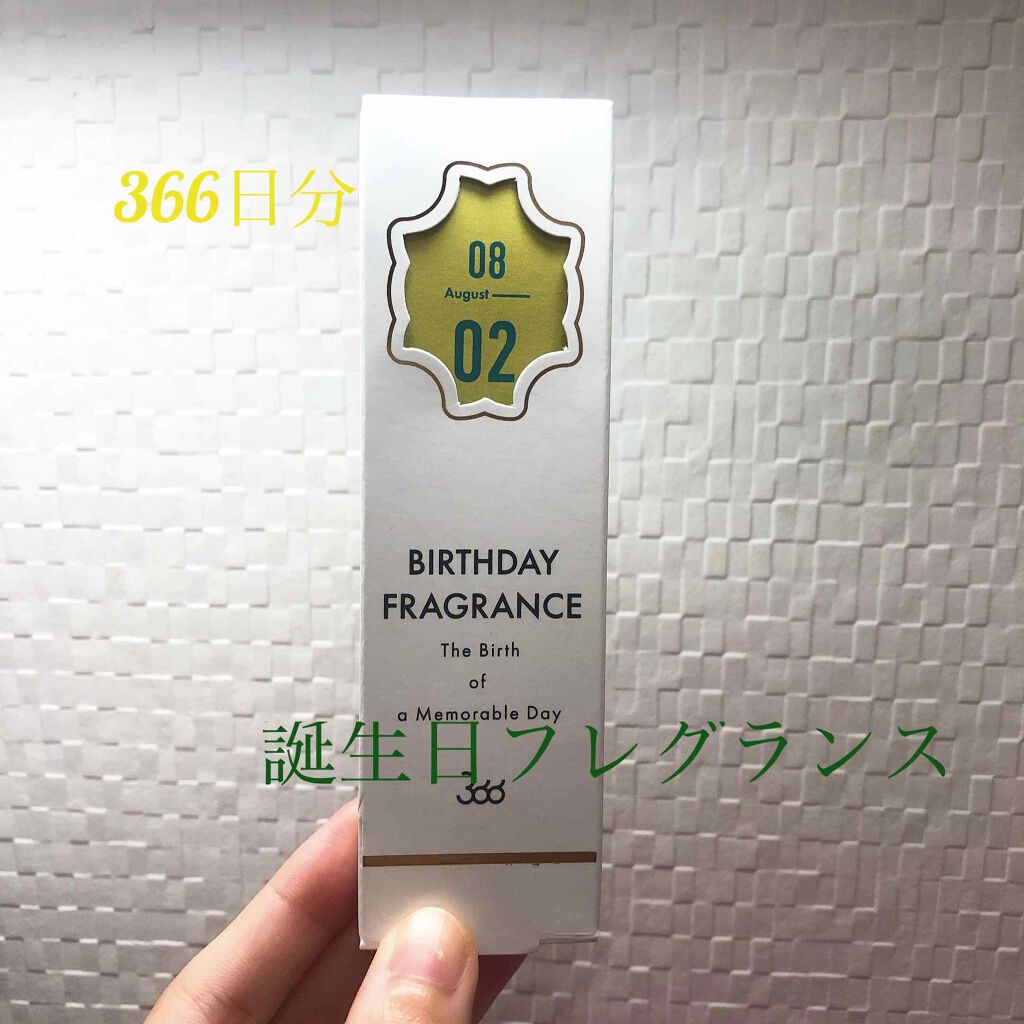 366日分
08
August
02
BIRTHDAY
FRAGRANCE
The Birth
of
a Memorable Day
誕生日フレグランス
366